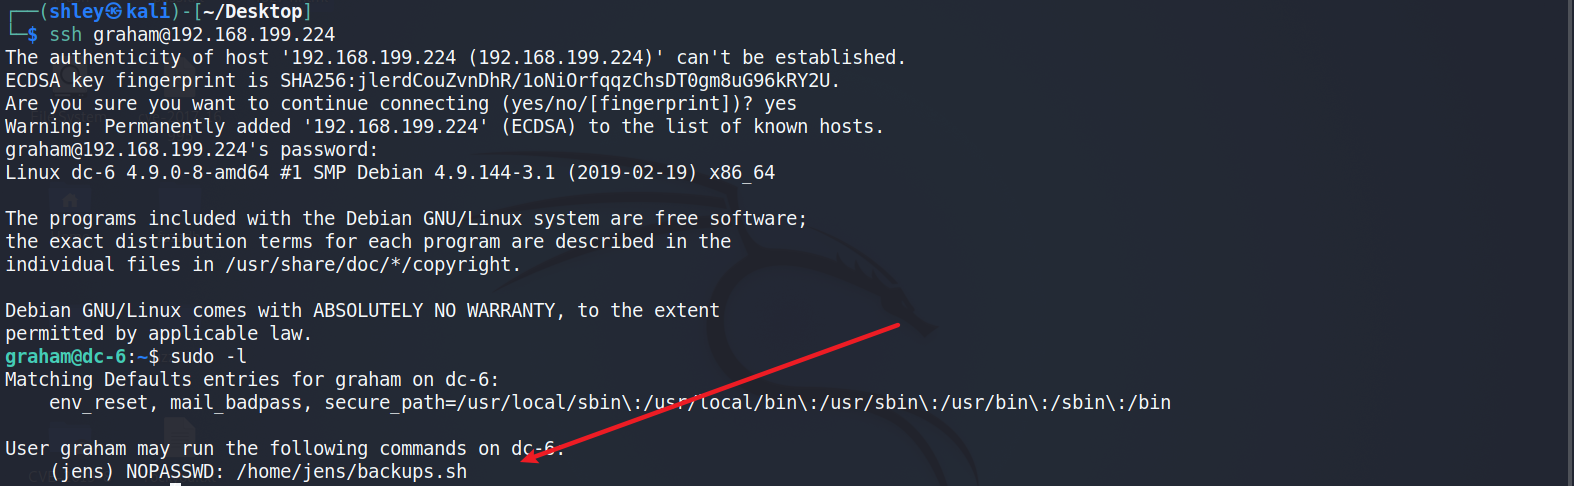 ┌──(shley㉿kali)-[~/Desktop]
└─$ ssh graham@192.168.199.224
The authenticity of host '192.168.199.224 (192.168.199.224)' can't be established.
ECDSA key fingerprint is SHA256:jlerdCouZvnDhR/1oNiOrfqqzChsDT0gm8uG96kRY2U.
Are you sure you want to continue connecting (yes/no/[fingerprint])? yes
Warning: Permanently added '192.168.199.224' (ECDSA) to the list of known hosts.
graham@192.168.199.224's password:
Linux dc-6 4.9.0-8-amd64 #1 SMP Debian 4.9.144-3.1 (2019-02-19) x86_64
The programs included with the Debian GNU/Linux system are free software;
the exact distribution terms for each program are described in the
individual files in /usr/share/doc/*/copyright.
Debian GNU/Linux comes with ABSOLUTELY NO WARRANTY, to the extent
permitted by applicable law.
graham@dc-6:~$ sudo -l
Matching Defaults entries for graham on dc-6:
    env_reset, mail_badpass, secure_path=/usr/local/sbin\:/usr/local/bin\:/usr/sbin\:/usr/bin\:/sbin\:/bin
User graham may run the following commands on dc-6:
    (jens) NOPASSWD: /home/jens/backups.sh